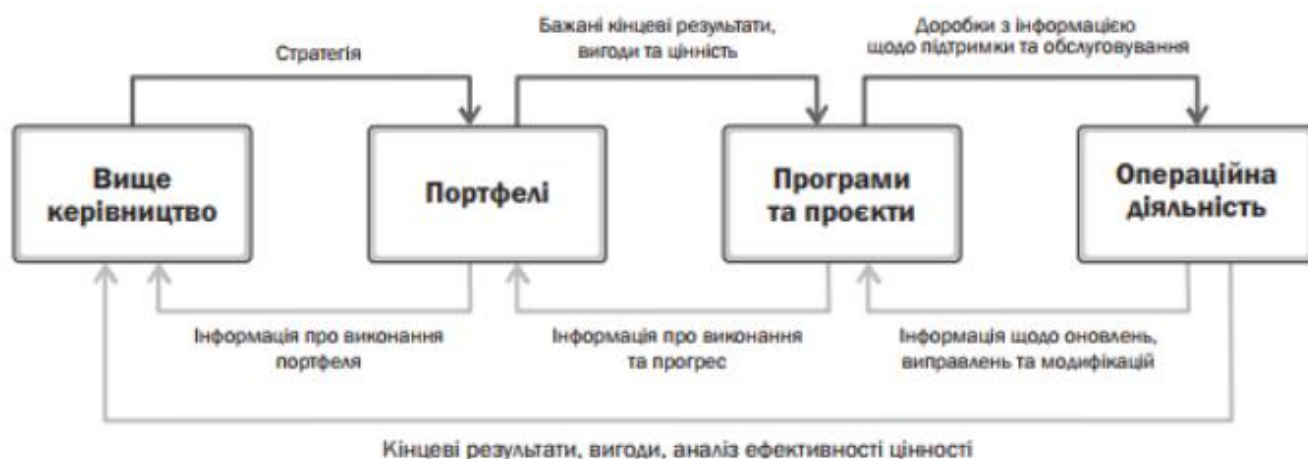 Стратегія
Бажані кінцеві результати,
вигоди та цінність
Доробки з інформацією
щодо підтримки та обслуговування
Вище
керівництво
Портфелі
Програми
та проєкти
Операційна
діяльність
Інформація про виконання
портфеля
Інформація про виконання
та прогрес
Інформація щодо оновлень,
виправлень та модифікацій
Кінцеві результати, вигоди, аналіз ефективності цінності